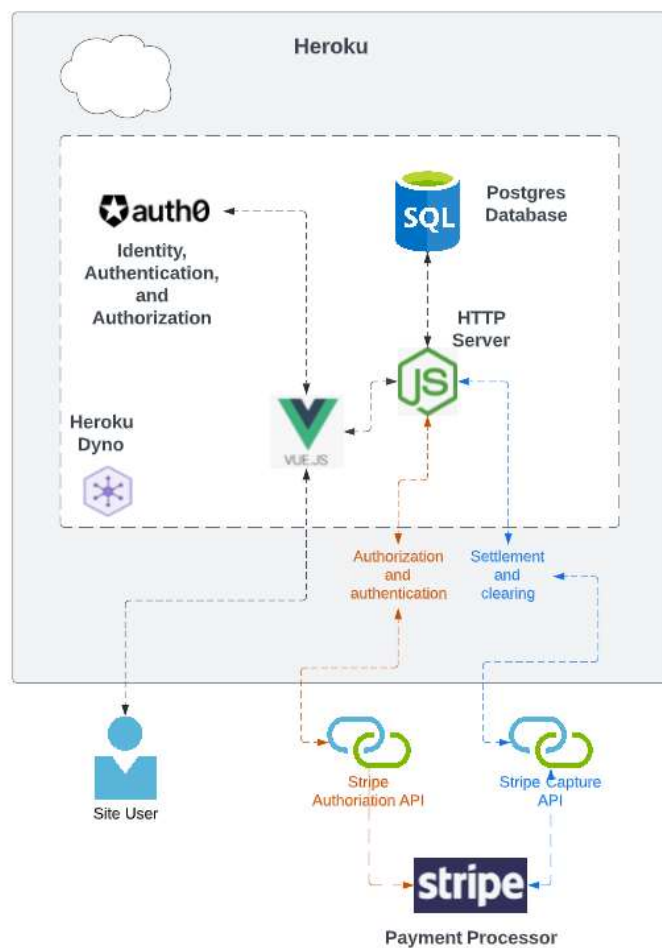 Heroku
auth0
Identity,
Authentication,
and
Authorization
SQL
Postgres
Database
HTTP
Server
JS
VUE.JS
Heroku
Dyno
Authorization
and
authentication
Settlement
and
clearing
Site User
Stripe
Authoriation API
Stripe Capture
API
stripe
Payment Processor